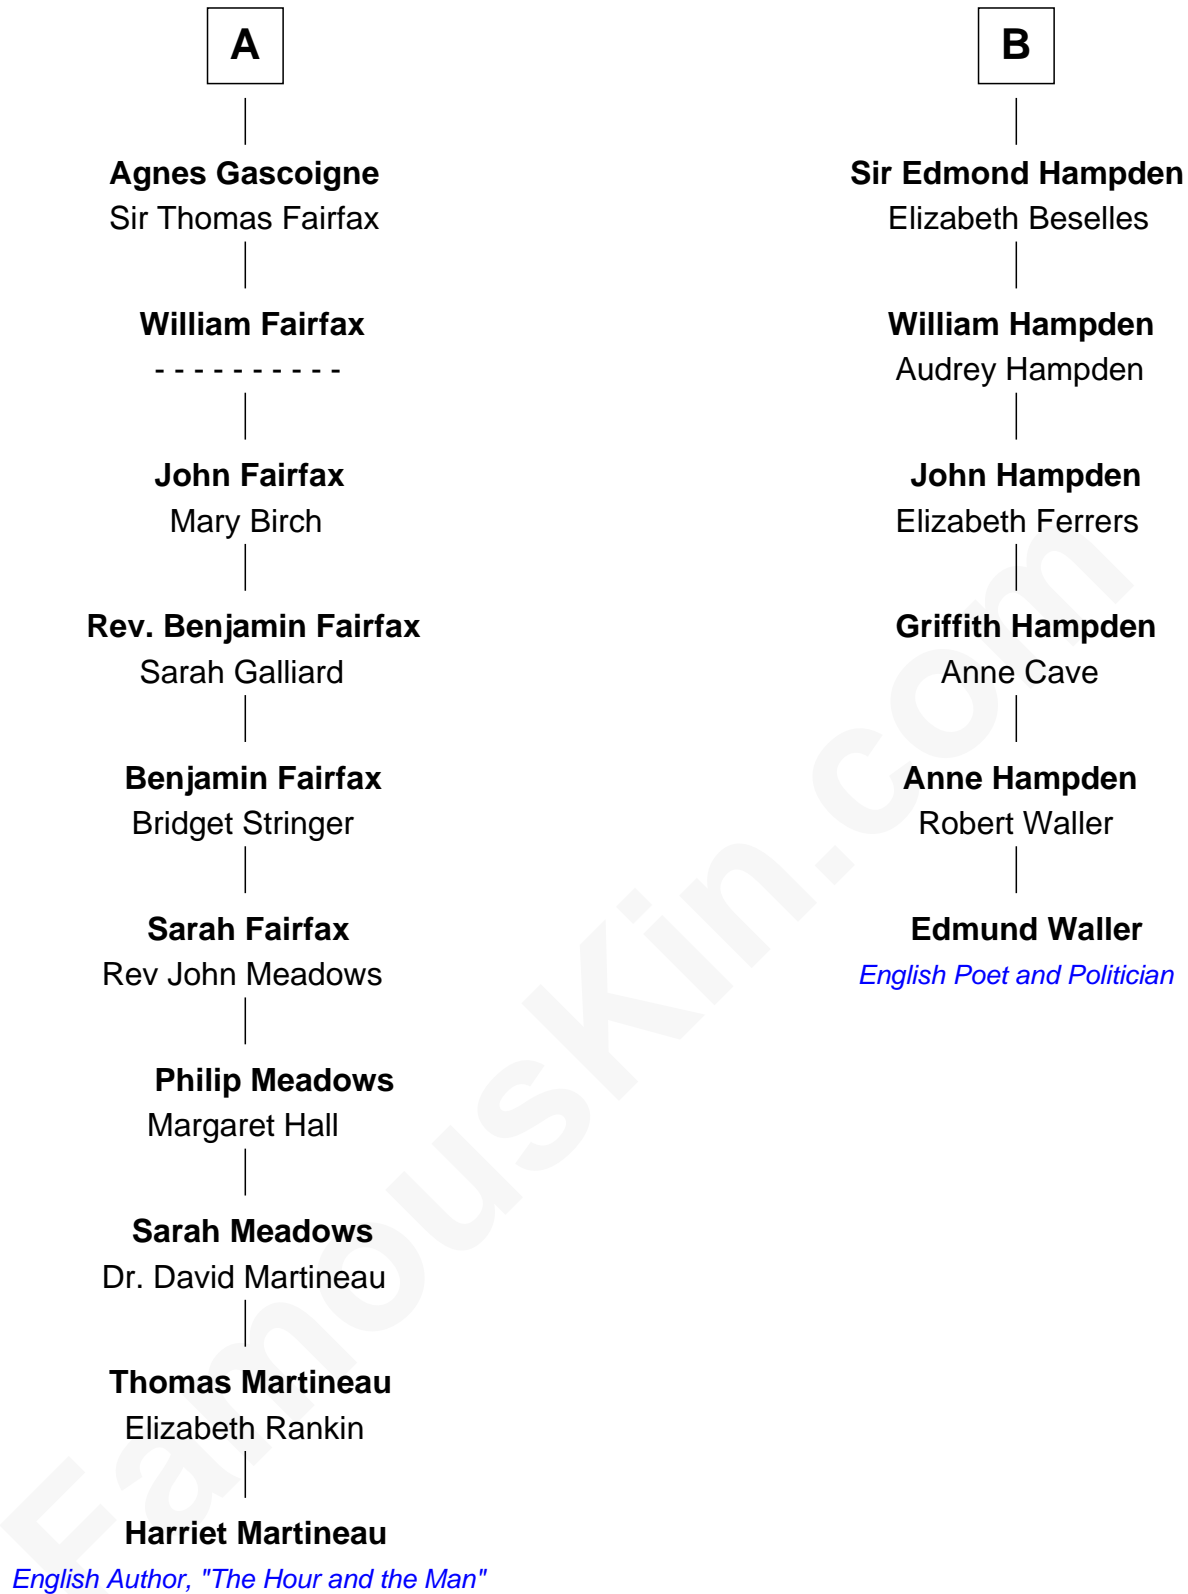 A
Agnes Gascoigne
Sir Thomas Fairfax
William Fairfax
- - - - - - - - - -
John Fairfax
Mary Birch
Rev. Benjamin Fairfax
Sarah Galliard
Benjamin Fairfax
Bridget Stringer
Sarah Fairfax
Rev John Meadows
Philip Meadows
Margaret Hall
Sarah Meadows
Dr. David Martineau
Thomas Martineau
Elizabeth Rankin
Harriet Martineau
English Author, "The Hour and the Man"
B
Sir Edmond Hampden
Elizabeth Beselles
William Hampden
Audrey Hampden
John Hampden
Elizabeth Ferrers
Griffith Hampden
Anne Cave
Anne Hampden
Robert Waller
Edmund Waller
English Poet and Politician
FamousKin.com